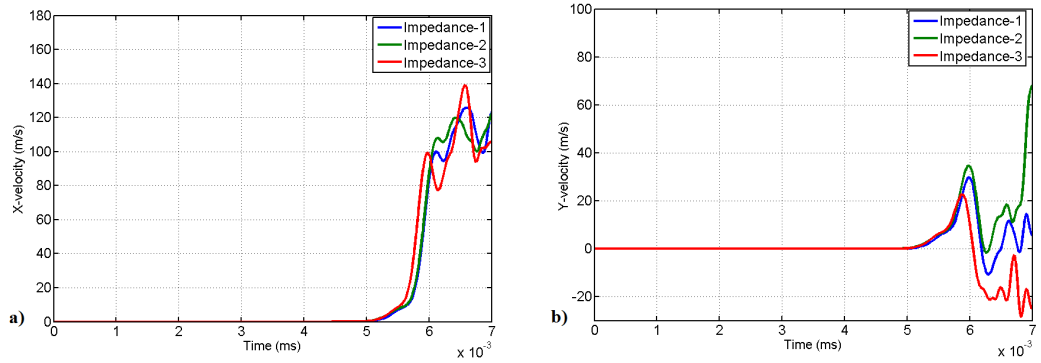 180
160
140
120
100
80
60
40
20
0
X-velocity (m/s)
Impedance-1
Impedance-2
Impedance-3
0 1 2 3 4 5 6 7
Time (ms)
x 10⁻³
a)
100
80
60
40
20
0
-20
Y-velocity (m/s)
Impedance-1
Impedance-2
Impedance-3
0 1 2 3 4 5 6 7
Time (ms)
x 10⁻³
b)